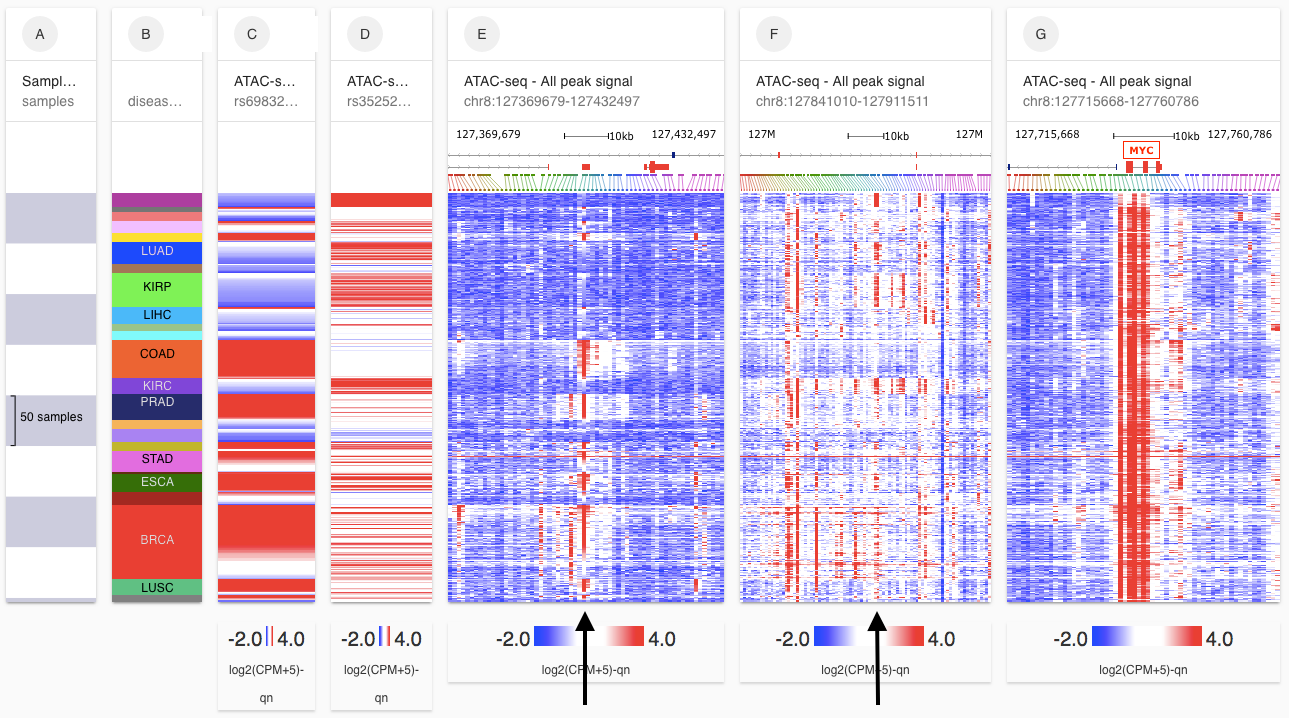 A
B
C
D
E
F
G
Sampl...
samples
diseas...
ATAC-s...
rs69832...
ATAC-s...
rs35252...
ATAC-seq - All peak signal
chr8:127369679-127432497
ATAC-seq - All peak signal
chr8:127841010-127911511
ATAC-seq - All peak signal
chr8:127715668-127760786
127,369,679
10kb
127,432,497
127M
10kb
127M
127,715,668
10kb
127,760,786
MYC
LUAD
KIRP
LIHC
COAD
KIRC
PRAD
50 samples
STAD
ESCA
BRCA
LUSC
-2.0 4.0
log2(CPM+5)-
qn
-2.0 4.0
log2(CPM+5)-
qn
-2.0 4.0
log2(CPM+5)-qn
-2.0 4.0
log2(CPM+5)-qn
-2.0 4.0
log2(CPM+5)-qn